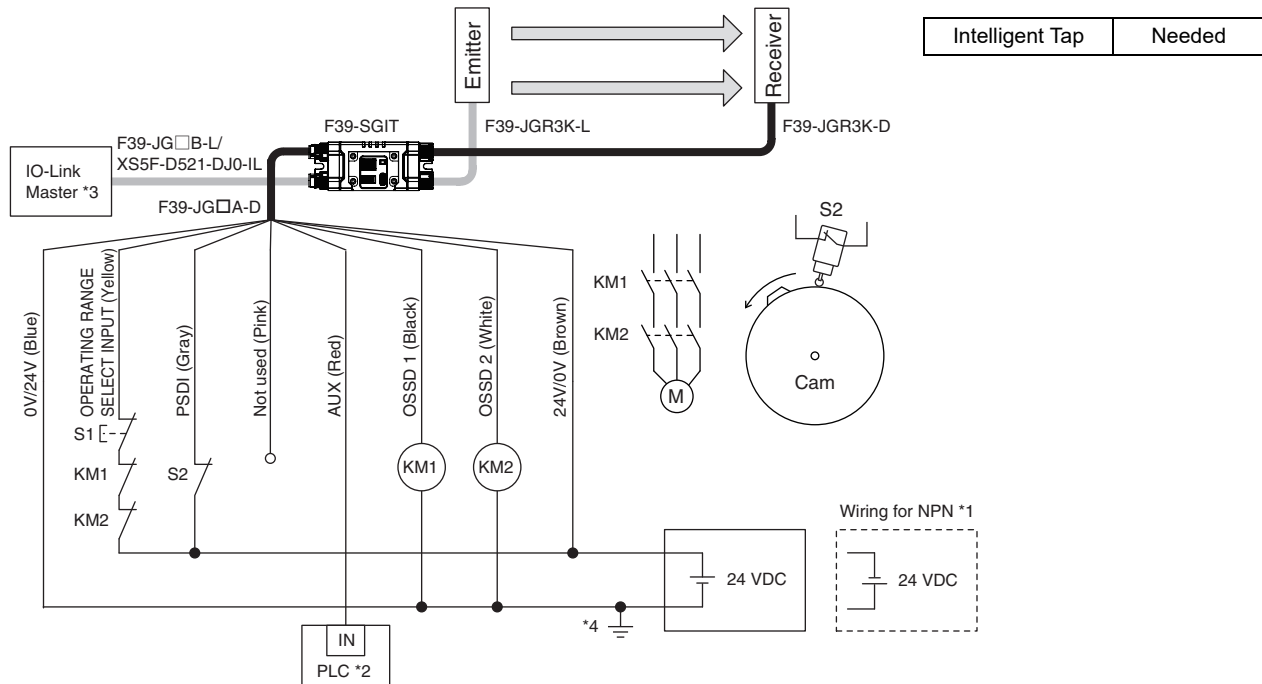 Intelligent Tap Needed
Emitter
Receiver
F39-SGIT
F39-JGR3K-L
F39-JGR3K-D
F39-JG□B-L/
XS5F-D521-DJ0-IL
IO-Link
Master *3
F39-JG□A-D
0V/24V (Blue)
OPERATING RANGE
SELECT INPUT (Yellow)
PSDI (Gray)
Not used (Pink)
AUX (Red)
OSSD 1 (Black)
OSSD 2 (White)
24V/0V (Brown)
S1
KM1
KM2
S2
KM1
KM2
KM1
KM2
M
S2
Cam
24 VDC
Wiring for NPN *1
24 VDC
*4
IN
PLC *2